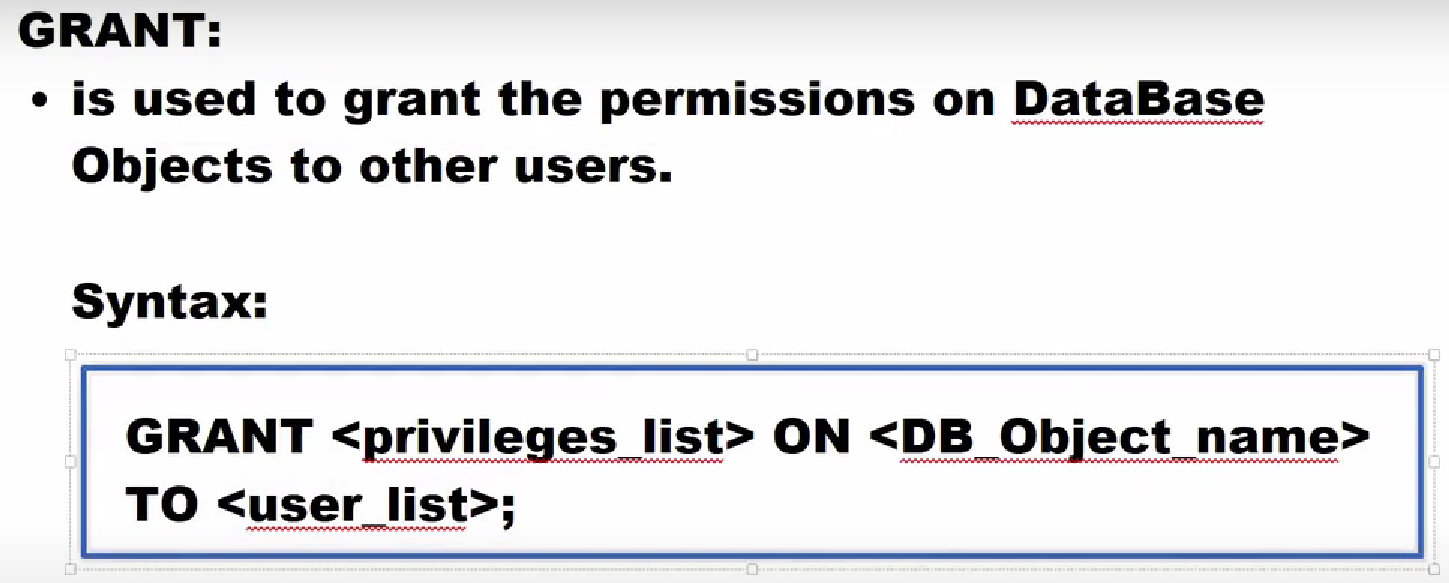 GRANT:
• is used to grant the permissions on DataBase
Objects to other users.
Syntax:
GRANT <privileges_list> ON <DB_Object_name>
TO <user_list>;